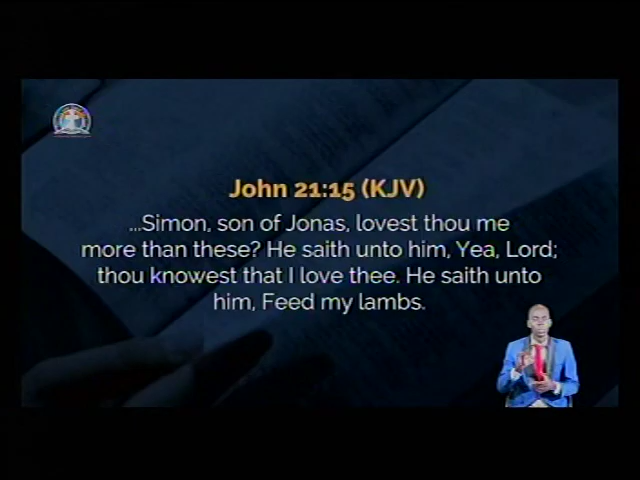 John 21:15 (KJV)
...Simon, son of Jonas, lovest thou me
more than these? He saith unto him, Yea, Lord;
thou knowest that I love thee. He saith unto
him, Feed my lambs.